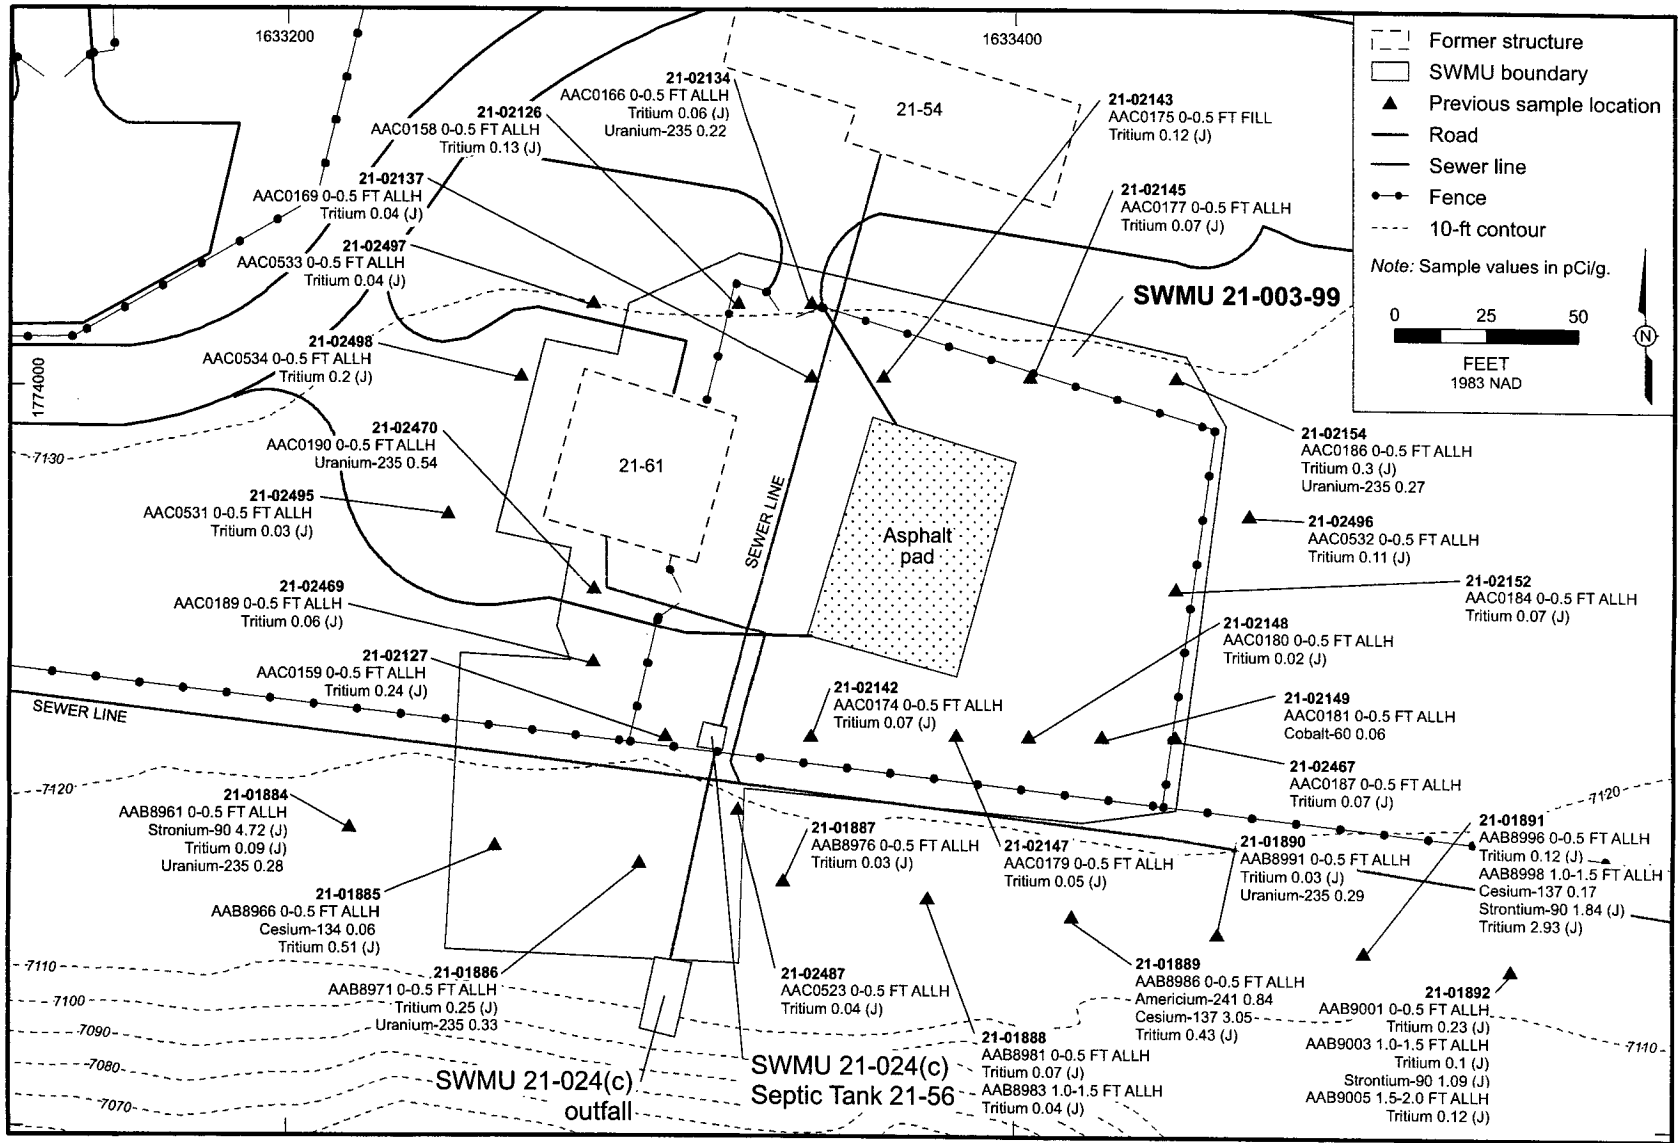 1633200
1633400
Former structure
SWMU boundary
Previous sample location
Road
Sewer line
Fence
10-ft contour
Note: Sample values in pCi/g.
0 25 50
FEET
1983 NAD
N
21-02134
AAC0166 0-0.5 FT ALLH
Tritium 0.06 (J)
Uranium-235 0.22
21-54
21-02143
AAC0175 0-0.5 FT FILL
Tritium 0.12 (J)
21-02126
AAC0158 0-0.5 FT ALLH
Tritium 0.13 (J)
21-02137
AAC0169 0-0.5 FT ALLH
Tritium 0.04 (J)
21-02145
AAC0177 0-0.5 FT ALLH
Tritium 0.07 (J)
21-02497
AAC0533 0-0.5 FT ALLH
Tritium 0.04 (J)
SWMU 21-003-99
21-02498
AAC0534 0-0.5 FT ALLH
Tritium 0.2 (J)
1774000
21-02470
AAC0190 0-0.5 FT ALLH
Uranium-235 0.54
7130
21-61
21-02154
AAC0186 0-0.5 FT ALLH
Tritium 0.3 (J)
Uranium-235 0.27
21-02495
AAC0531 0-0.5 FT ALLH
Tritium 0.03 (J)
SEWER LINE
Asphalt
pad
21-02496
AAC0532 0-0.5 FT ALLH
Tritium 0.11 (J)
21-02469
AAC0189 0-0.5 FT ALLH
Tritium 0.06 (J)
21-02152
AAC0184 0-0.5 FT ALLH
Tritium 0.07 (J)
21-02148
AAC0180 0-0.5 FT ALLH
Tritium 0.02 (J)
21-02127
AAC0159 0-0.5 FT ALLH
Tritium 0.24 (J)
21-02142
AAC0174 0-0.5 FT ALLH
Tritium 0.07 (J)
21-02149
AAC0181 0-0.5 FT ALLH
Cobalt-60 0.06
SEWER LINE
21-02467
AAC0187 0-0.5 FT ALLH
Tritium 0.07 (J)
7120
7120
21-01884
AAB8961 0-0.5 FT ALLH
Stronium-90 4.72 (J)
Tritium 0.09 (J)
Uranium-235 0.28
21-01887
AAB8976 0-0.5 FT ALLH
Tritium 0.03 (J)
21-02147
AAC0179 0-0.5 FT ALLH
Tritium 0.05 (J)
21-01890
AAB8991 0-0.5 FT ALLH
Tritium 0.03 (J)
Uranium-235 0.29
21-01891
AAB8996 0-0.5 FT ALLH
Tritium 0.12 (J)
AAB8998 1.0-1.5 FT ALLH
Cesium-137 0.17
Strontium-90 1.84 (J)
Tritium 2.93 (J)
21-01885
AAB8966 0-0.5 FT ALLH
Cesium-134 0.06
Tritium 0.51 (J)
7110
21-01886
AAB8971 0-0.5 FT ALLH
Tritium 0.25 (J)
Uranium-235 0.33
21-02487
AAC0523 0-0.5 FT ALLH
Tritium 0.04 (J)
21-01889
AAB8986 0-0.5 FT ALLH
Americium-241 0.84
Cesium-137 3.05
Tritium 0.43 (J)
21-01892
AAB9001 0-0.5 FT ALLH
Tritium 0.23 (J)
AAB9003 1.0-1.5 FT ALLH
Tritium 0.1 (J)
Strontium-90 1.09 (J)
AAB9005 1.5-2.0 FT ALLH
Tritium 0.12 (J)
7100
7090
7080
7070
7110
21-01888
AAB8981 0-0.5 FT ALLH
Tritium 0.07 (J)
AAB8983 1.0-1.5 FT ALLH
Tritium 0.04 (J)
SWMU 21-024(c)
outfall
SWMU 21-024(c)
Septic Tank 21-56